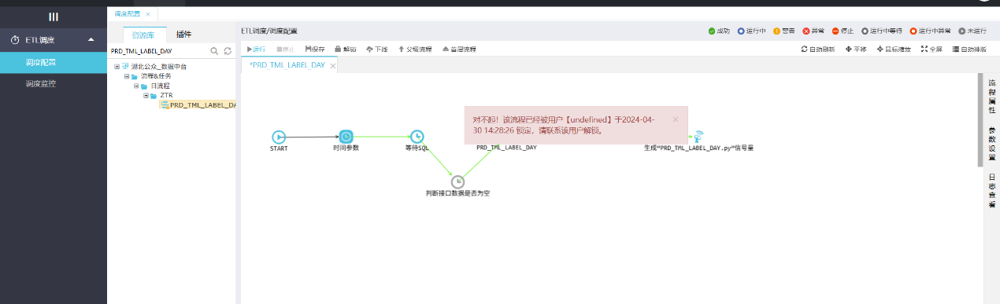 调度配置 ×
ETL调度
调度配置
调度监控
资源库 插件
PRD_TML_LABEL_DAY
湖北公众_数据中台
流程&任务
日流程
ZTR
PRD_TML_LABEL_DA
ETL调度/调度配置
成功 运行中 警告 异常 停止 运行中等待 运行中异常 未运行
运行 停止 保存 解锁 下线 父级流程 首层流程
自动刷新 平移 鼠标缩放 全屏 自动排版
*PRD_TML_LABEL_DAY ×
对不起！该流程已经被用户【undefined】于2024-04-
30 14:28:26 锁定，请联系该用户解锁。
×
START
时间参数
等待SQL
PRD_TML_LABEL_DAY
生成“PRD_TML_LABEL_DAY.py”信号量
判断接口数据是否为空
流程属性
参数设置
日志查看